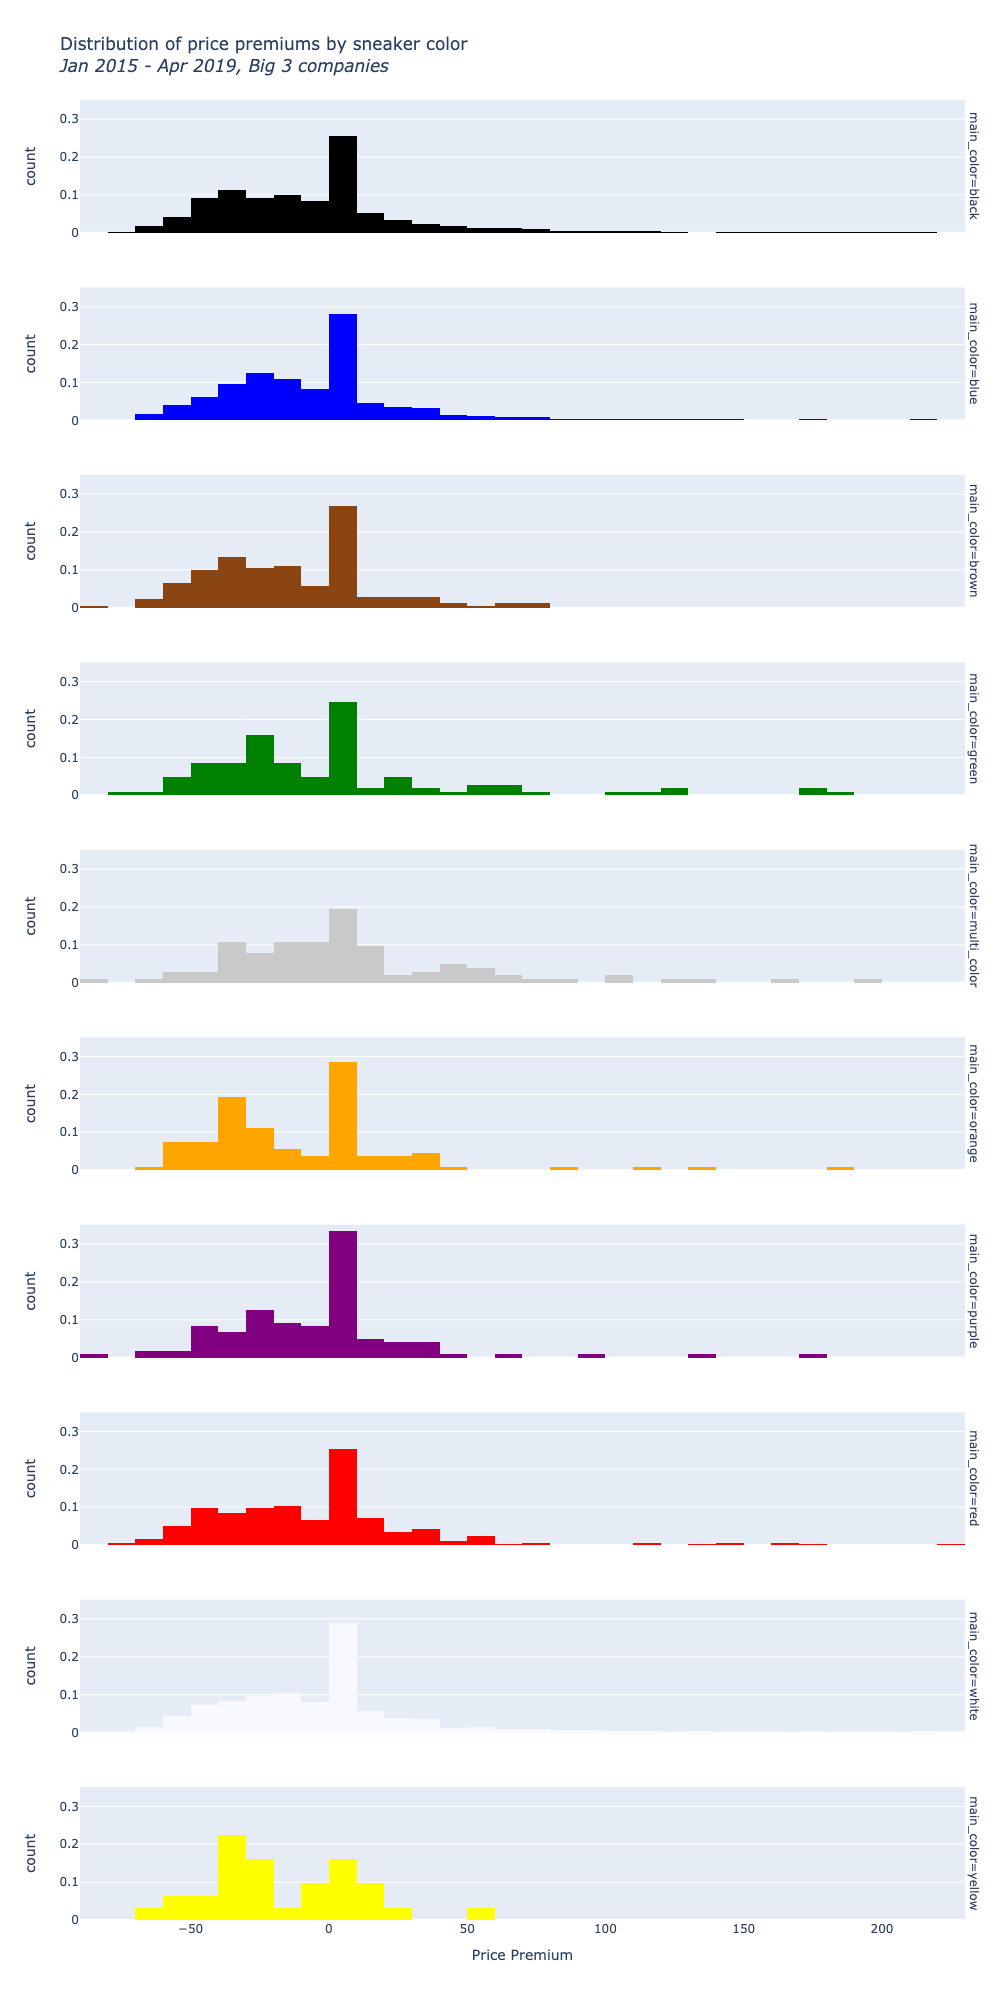 Distribution of price premiums by sneaker color
Jan 2015 - Apr 2019, Big 3 companies
0.3
0.2
0.1
0
count
main_color=black
0.3
0.2
0.1
0
count
main_color=blue
0.3
0.2
0.1
0
count
main_color=brown
0.3
0.2
0.1
0
count
main_color=green
0.3
0.2
0.1
0
count
main_color=multi_color
0.3
0.2
0.1
0
count
main_color=orange
0.3
0.2
0.1
0
count
main_color=purple
0.3
0.2
0.1
0
count
main_color=red
0.3
0.2
0.1
0
count
main_color=white
0.3
0.2
0.1
0
count
main_color=yellow
−50 0 50 100 150 200
Price Premium